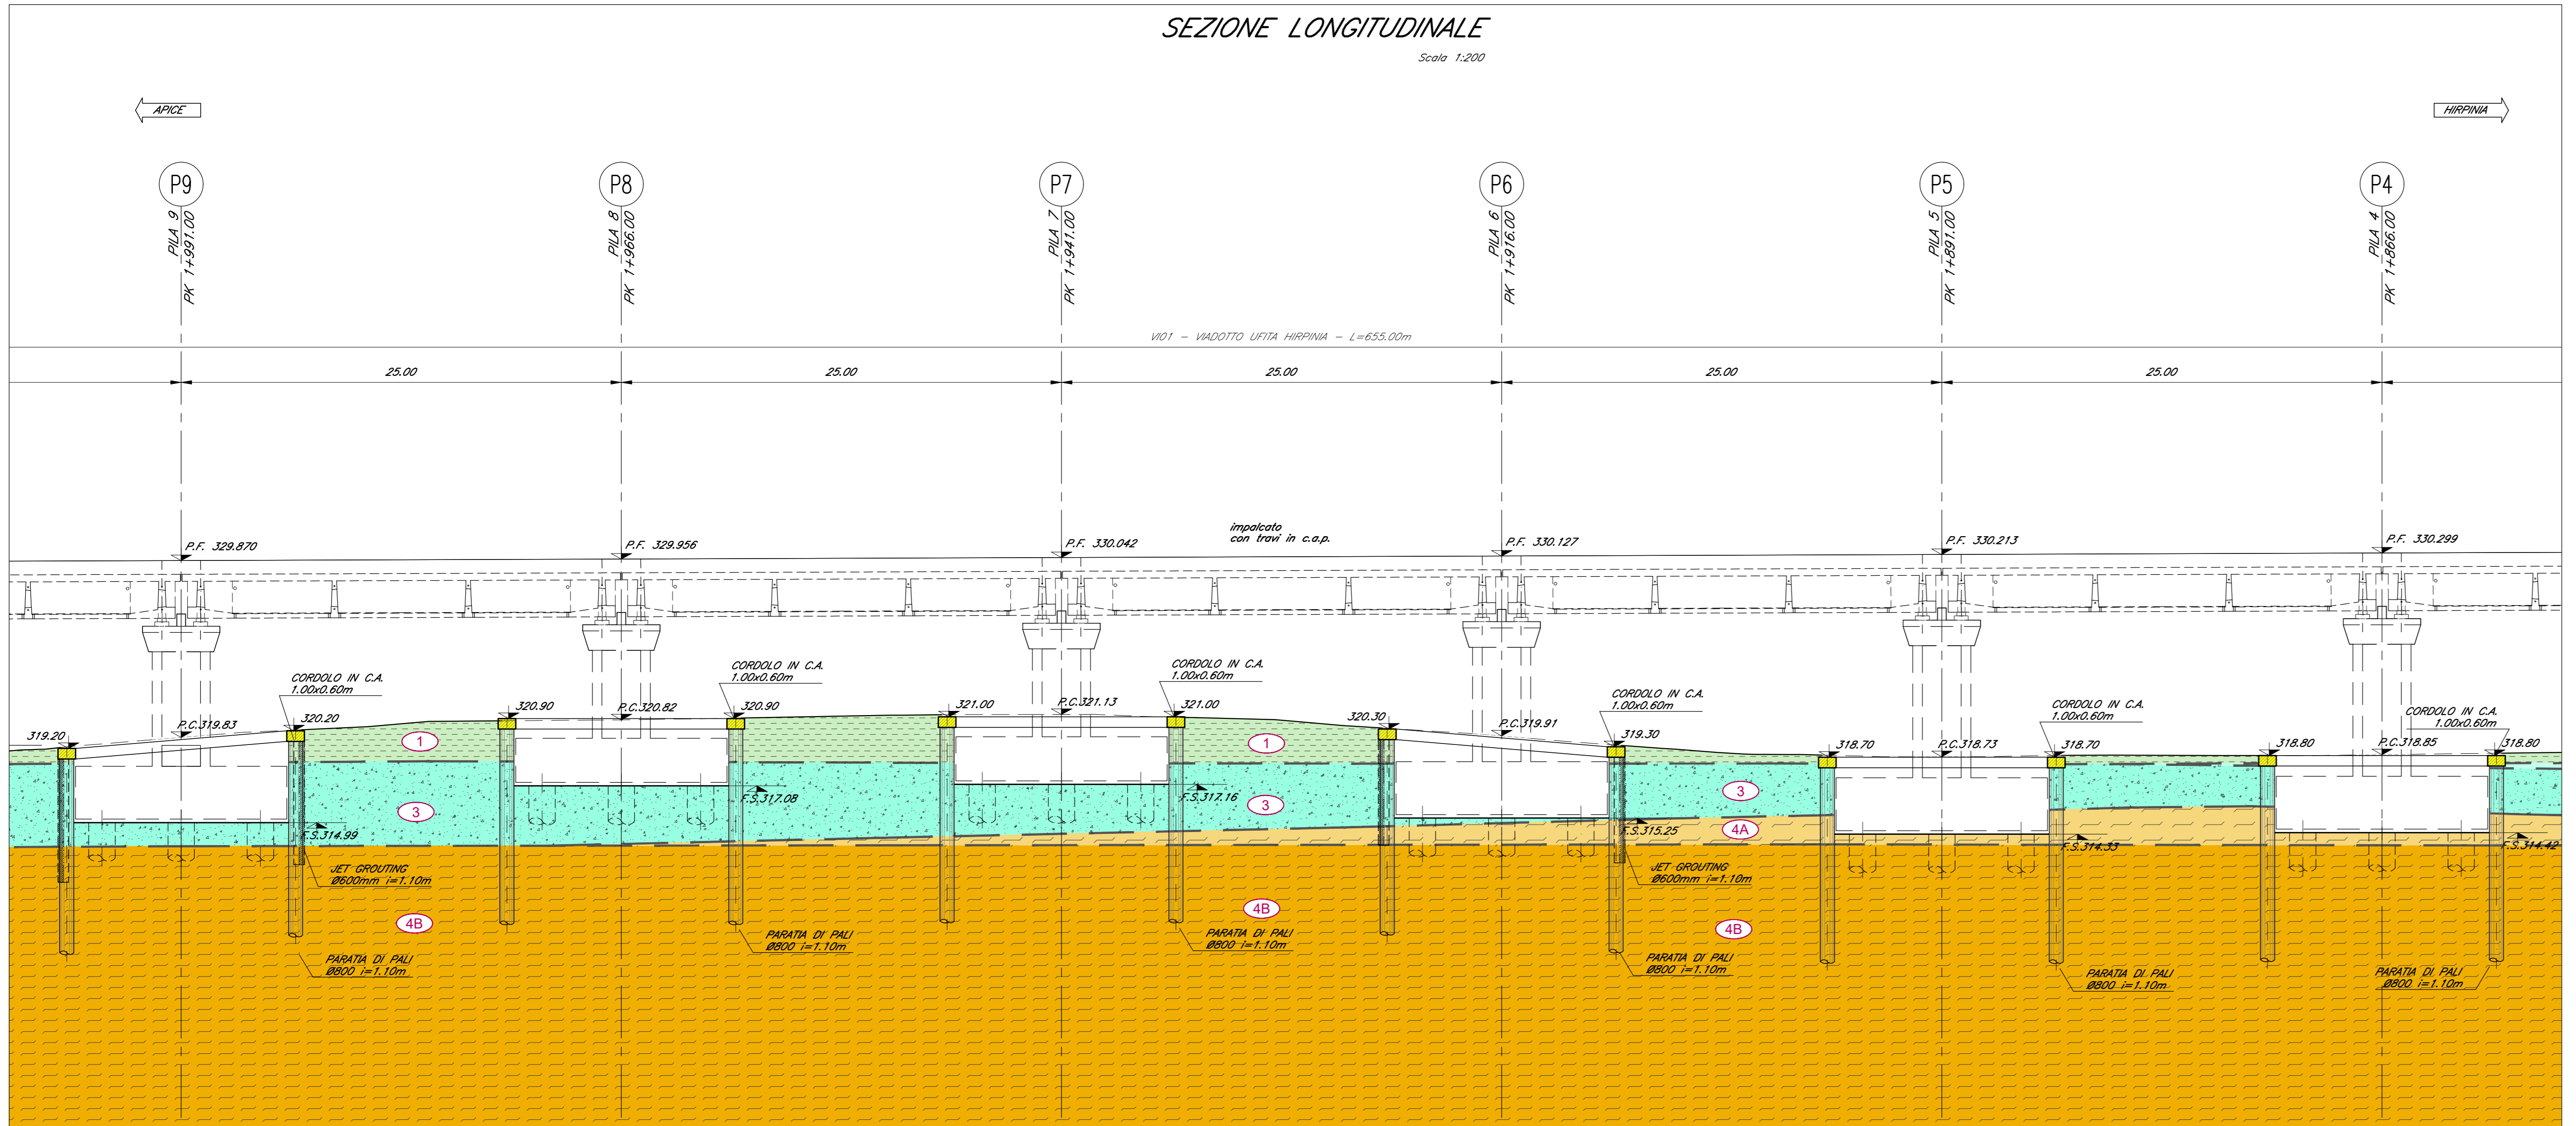 SEZIONE LONGITUDINALE
Scala 1:200
APICE
HIRPINIA
P9
P8
P7
P6
P5
P4
PILA 9
PK 1+991.00
PILA 8
PK 1+966.00
PILA 7
PK 1+941.00
PILA 6
PK 1+916.00
PILA 5
PK 1+891.00
PILA 4
PK 1+866.00
VI01 - VIADOTTO UFITA HIRPINIA - L=655.00m
25.00
25.00
25.00
25.00
25.00
impalcato
con travi in c.a.p.
P.F. 329.870
P.F. 329.956
P.F. 330.042
P.F. 330.127
P.F. 330.213
P.F. 330.299
CORDOLO IN C.A.
1.00x0.60m
CORDOLO IN C.A.
1.00x0.60m
CORDOLO IN C.A.
1.00x0.60m
CORDOLO IN C.A.
1.00x0.60m
CORDOLO IN C.A.
1.00x0.60m
CORDOLO IN C.A.
1.00x0.60m
319.20
P.C.319.83
320.20
320.90
P.C.320.82
320.90
321.00
P.C.321.13
321.00
320.30
P.C.319.91
319.30
318.70
P.C.318.73
318.70
318.80
P.C.318.85
318.80
1
1
3
3
3
4A
F.S.314.99
F.S.317.08
F.S.317.16
F.S.315.25
F.S.314.33
F.S.314.42
JET GROUTING
Ø600mm i=1.10m
JET GROUTING
Ø600mm i=1.10m
4B
4B
4B
PARATIA DI PALI
Ø800 i=1.10m
PARATIA DI PALI
Ø800 i=1.10m
PARATIA DI PALI
Ø800 i=1.10m
PARATIA DI PALI
Ø800 i=1.10m
PARATIA DI PALI
Ø800 i=1.10m
PARATIA DI PALI
Ø800 i=1.10m